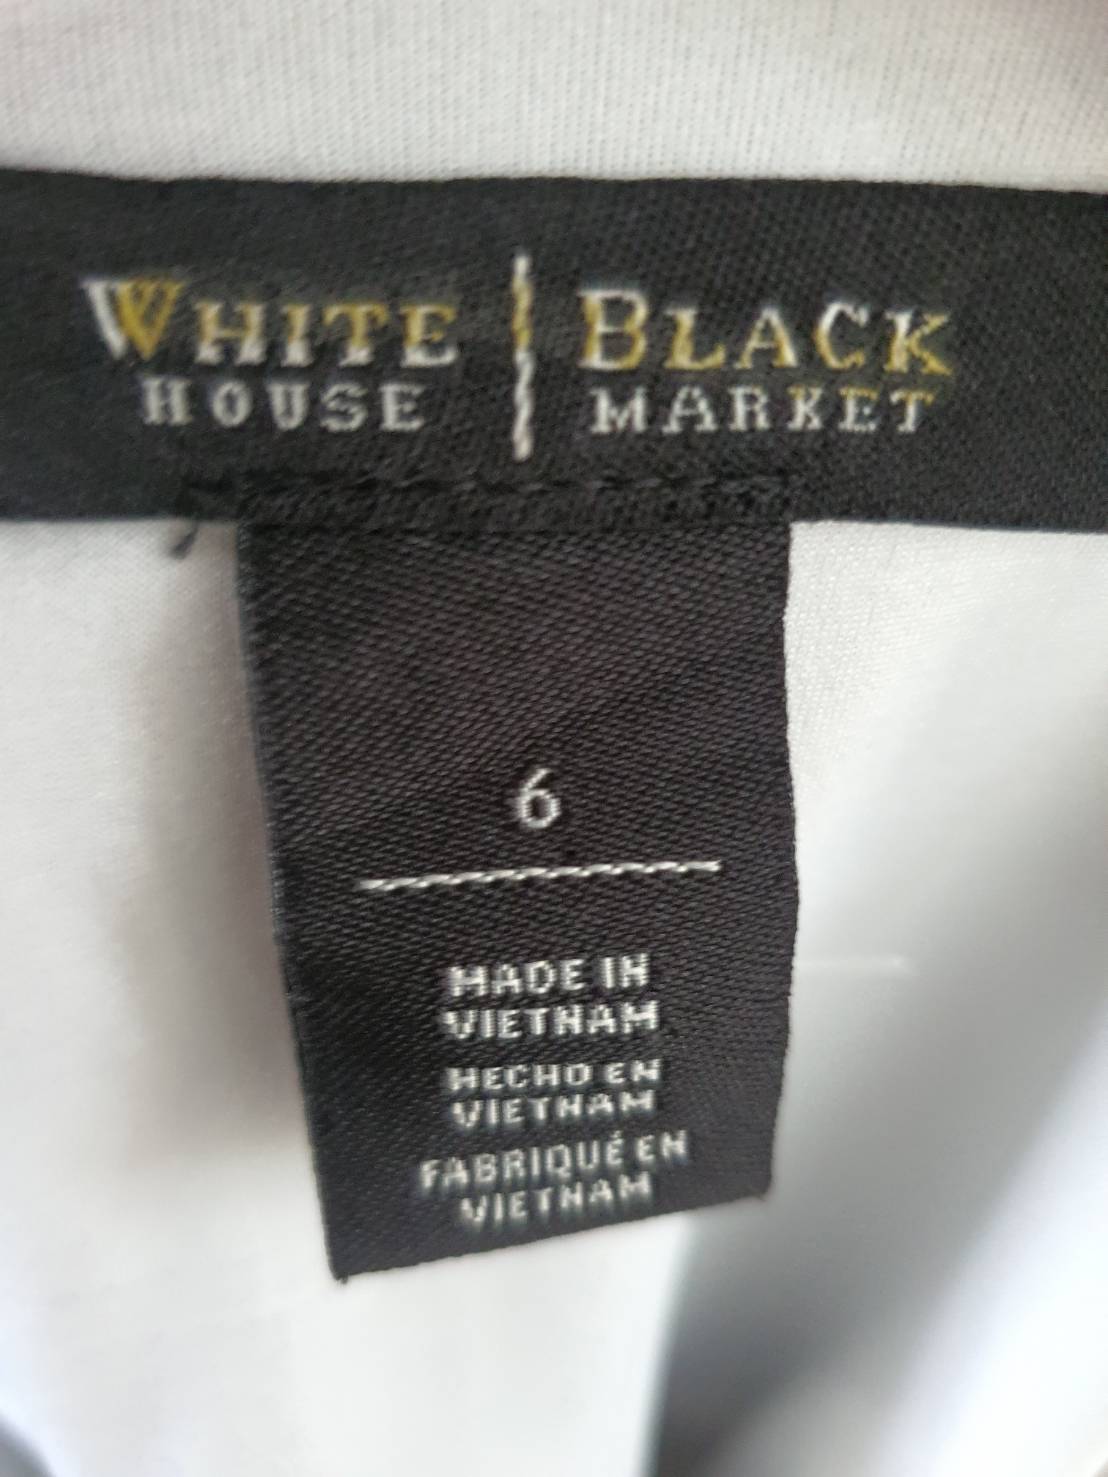 WHITE | BLACK
HOUSE | MARKET
6
MADE IN
VIETNAM
HECHO EN
VIETNAM
FABRIQUÉ EN
VIETNAM